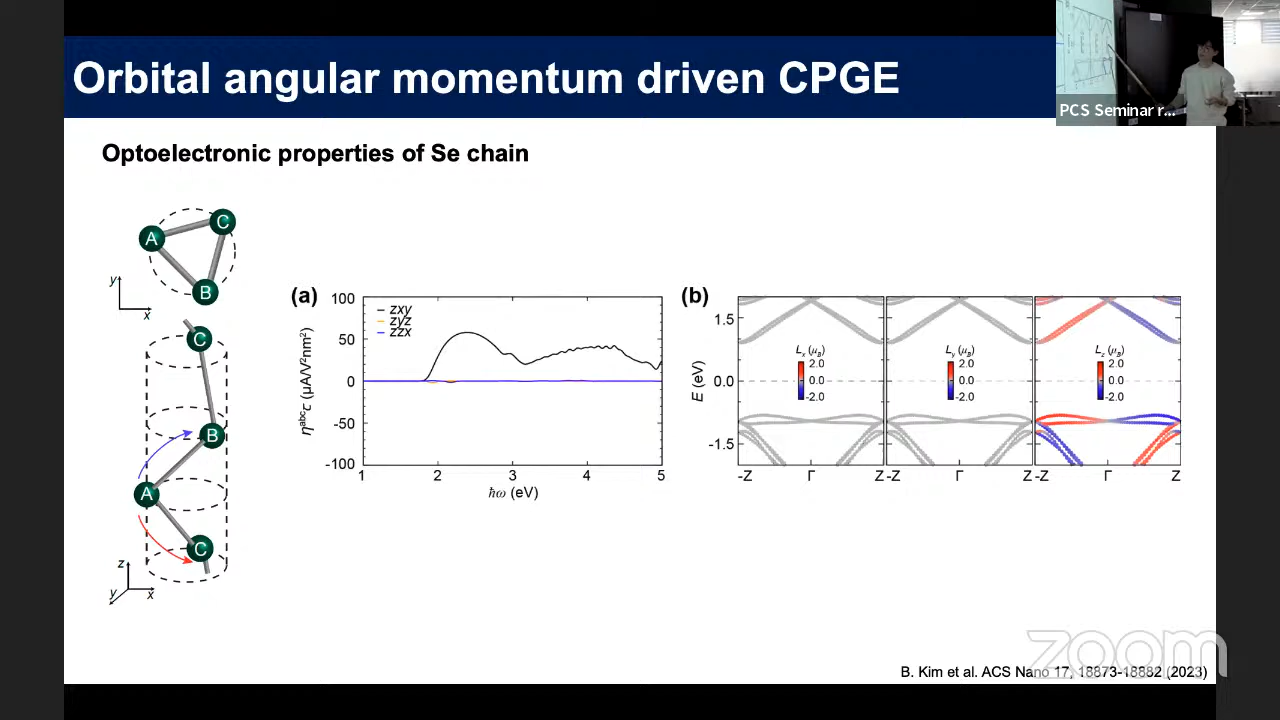 Orbital angular momentum driven CPGE
PCS Seminar r...
Optoelectronic properties of Se chain
A
C
B
y
x
C
B
A
C
z
y
x
(a)
100
50
0
-50
-100
ηᵃᵇᶜ (μA/V²nm²)
zxy
zyz
zzx
1
2
3
4
5
ħω (eV)
(b)
1.5
0.0
-1.5
E (eV)
Lₓ (μ_B)
2.0
0.0
-2.0
L_y (μ_B)
2.0
0.0
-2.0
L_z (μ_B)
2.0
0.0
-2.0
-Z Γ Z -Z Γ Z -Z Γ Z
zoom
B. Kim et al. ACS Nano 17, 18873-18882 (2023)